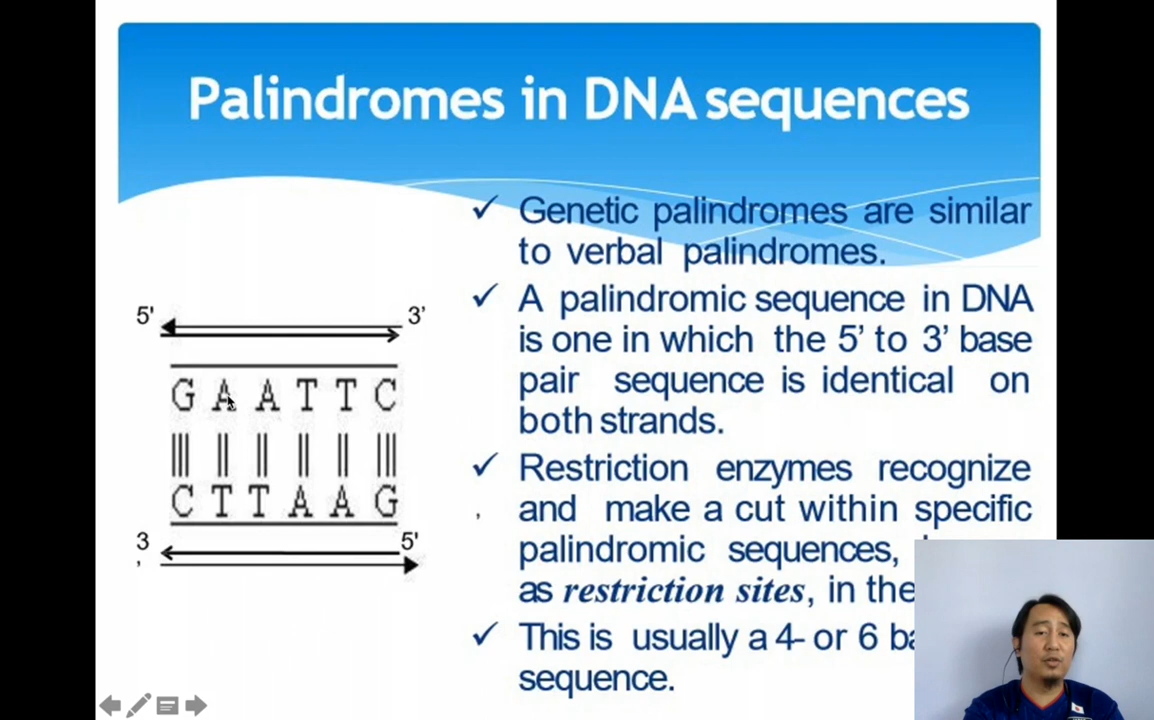 Palindromes in DNA sequences
✓ Genetic palindromes are similar
to verbal palindromes.
✓ A palindromic sequence in DNA
is one in which the 5' to 3' base
pair sequence is identical on
both strands.
✓ Restriction enzymes recognize
, and make a cut within specific
palindromic sequences,
as restriction sites, in the
✓ This is usually a 4- or 6
sequence.
5' 3'
G A A T T C
C T T A A G
3 5'
,